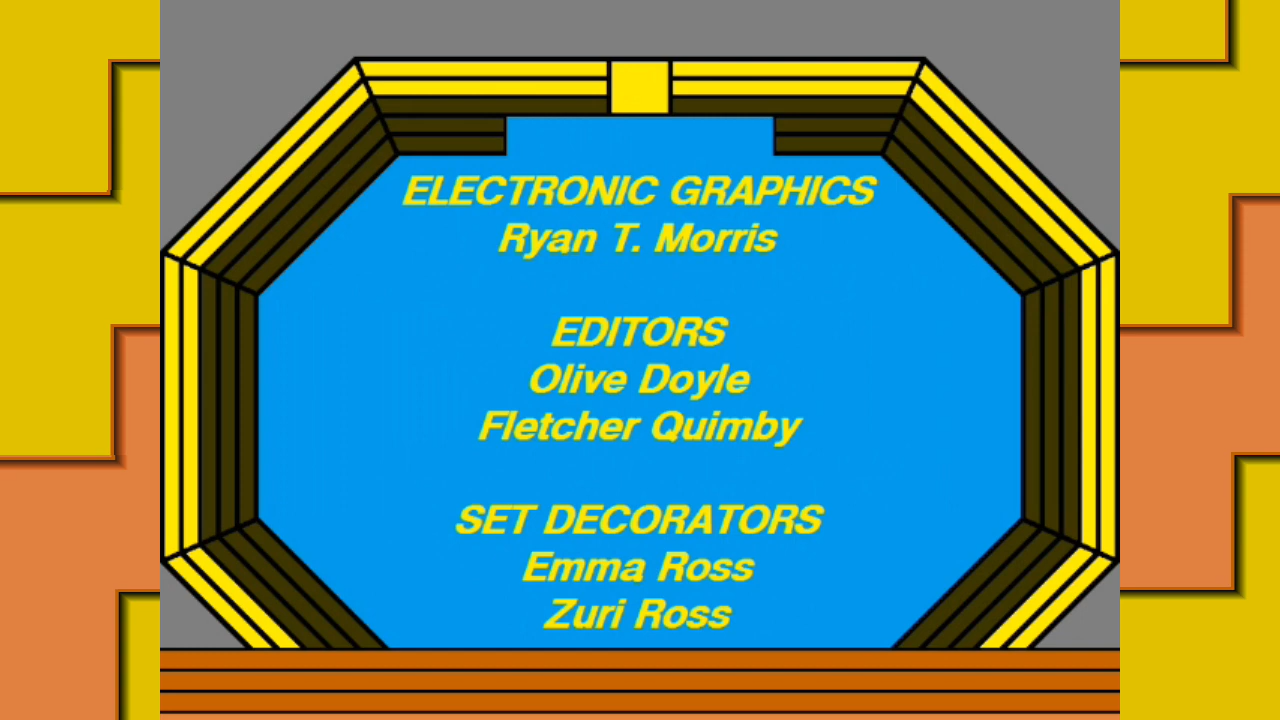 ELECTRONIC GRAPHICS
Ryan T. Morris
EDITORS
Olive Doyle
Fletcher Quimby
SET DECORATORS
Emma Ross
Zuri Ross